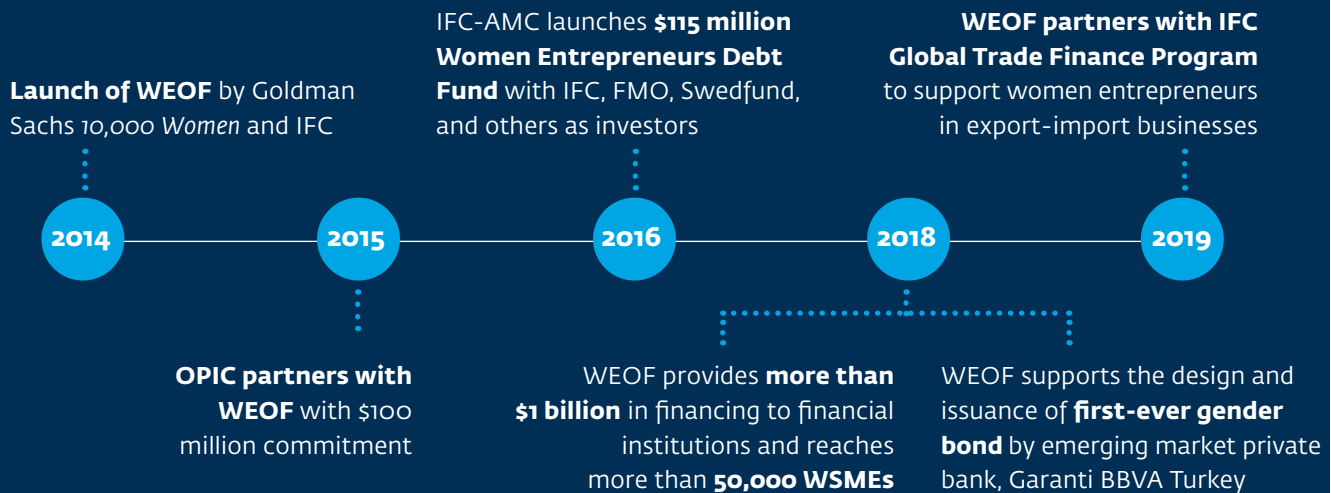 Launch of WEOF by Goldman
Sachs 10,000 Women and IFC
IFC-AMC launches $115 million
Women Entrepreneurs Debt
Fund with IFC, FMO, Swedfund,
and others as investors
WEOF partners with IFC
Global Trade Finance Program
to support women entrepreneurs
in export-import businesses
2014
2015
2016
2018
2019
OPIC partners with
WEOF with $100
million commitment
WEOF provides more than
$1 billion in financing to financial
institutions and reaches
more than 50,000 WSMEs
WEOF supports the design and
issuance of first-ever gender
bond by emerging market private
bank, Garanti BBVA Turkey